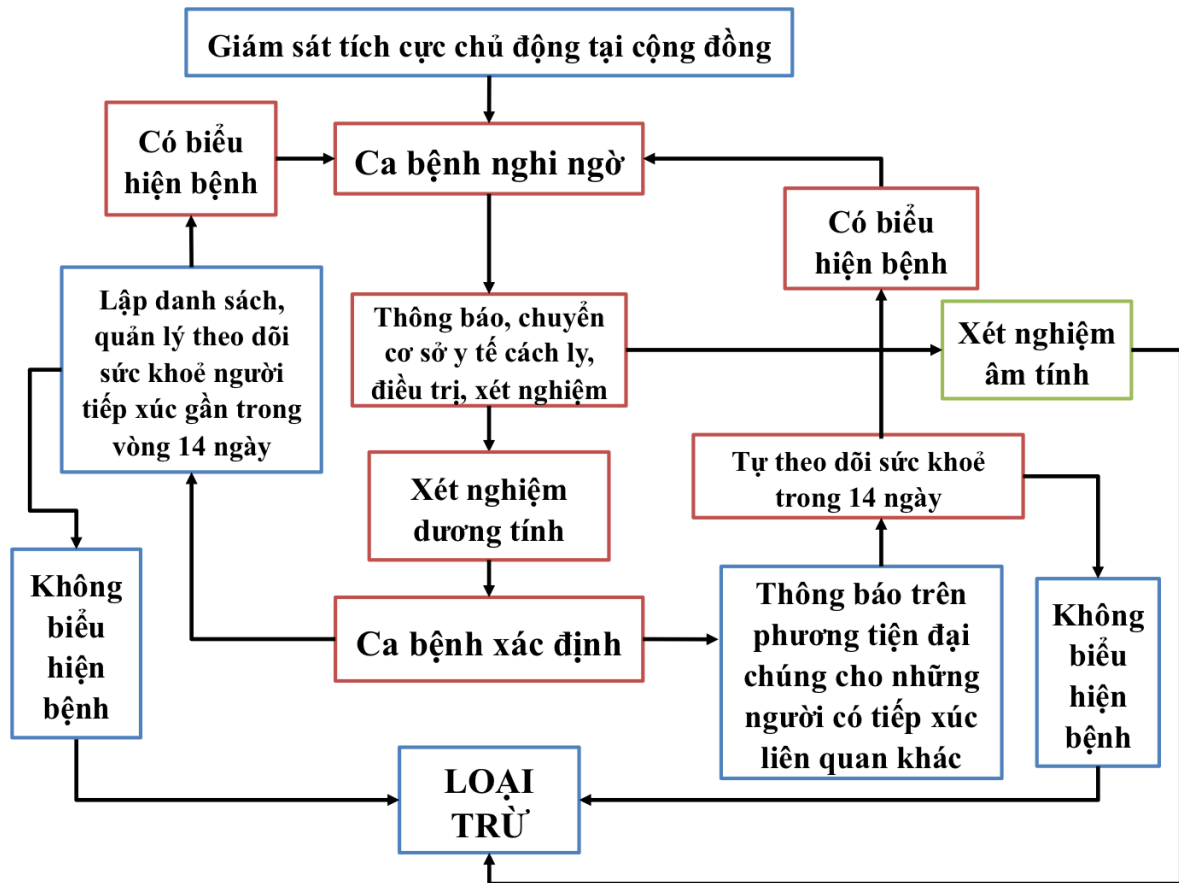 Giám sát tích cực chủ động tại cộng đồng
Có biểu
hiện bệnh
Ca bệnh nghi ngờ
Có biểu
hiện bệnh
Lập danh sách,
quản lý theo dõi
sức khoẻ người
tiếp xúc gần trong
vòng 14 ngày
Thông báo, chuyển
cơ sở y tế cách ly,
điều trị, xét nghiệm
Xét nghiệm
âm tính
Xét nghiệm
dương tính
Tự theo dõi sức khoẻ
trong 14 ngày
Không
biểu
hiện
bệnh
Ca bệnh xác định
Thông báo trên
phương tiện đại
chúng cho những
người có tiếp xúc
liên quan khác
Không
biểu
hiện
bệnh
LOẠI
TRỪ